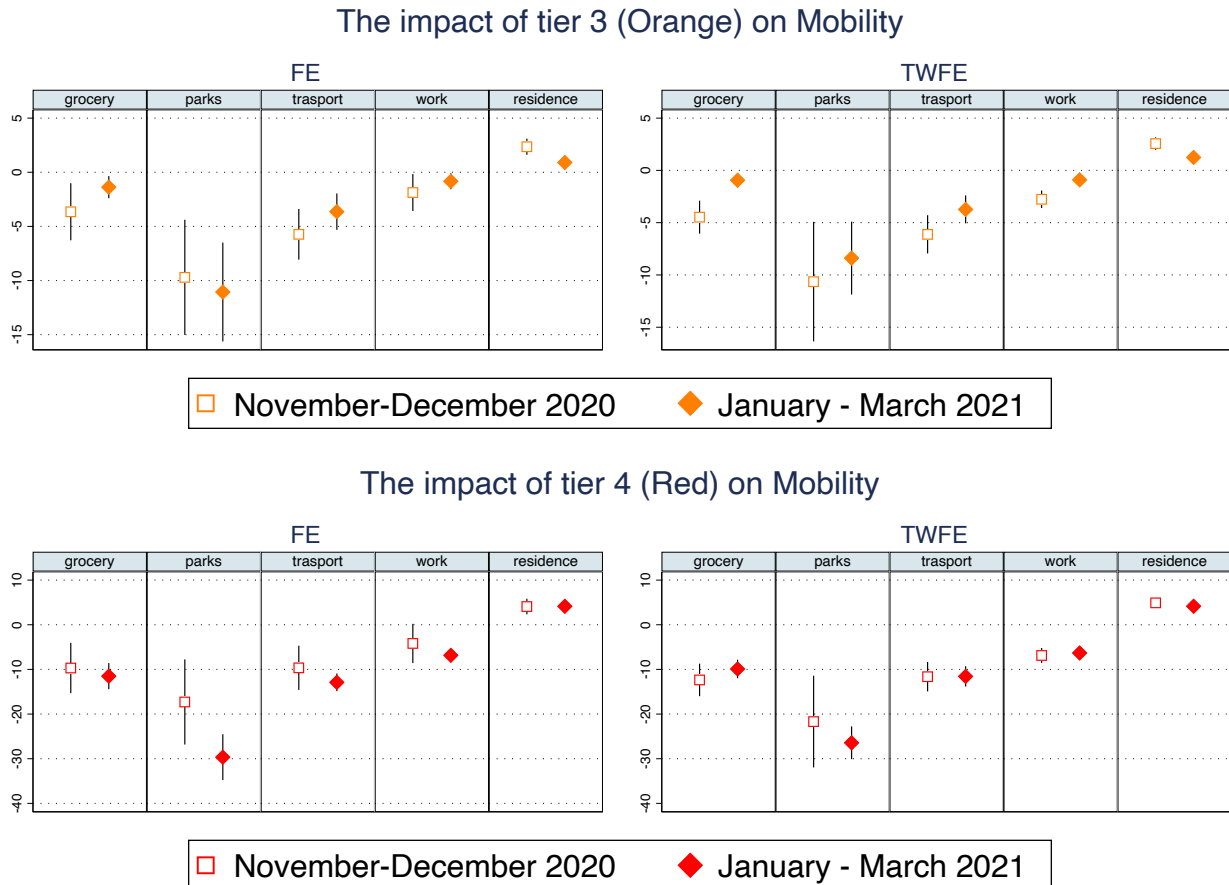 The impact of tier 3 (Orange) on Mobility
FE
grocery parks trasport work residence
5
0
-5
-10
-15
TWFE
grocery parks trasport work residence
5
0
-5
-10
-15
November-December 2020 January - March 2021
The impact of tier 4 (Red) on Mobility
FE
grocery parks trasport work residence
10
0
-10
-20
-30
-40
TWFE
grocery parks trasport work residence
10
0
-10
-20
-30
-40
November-December 2020 January - March 2021